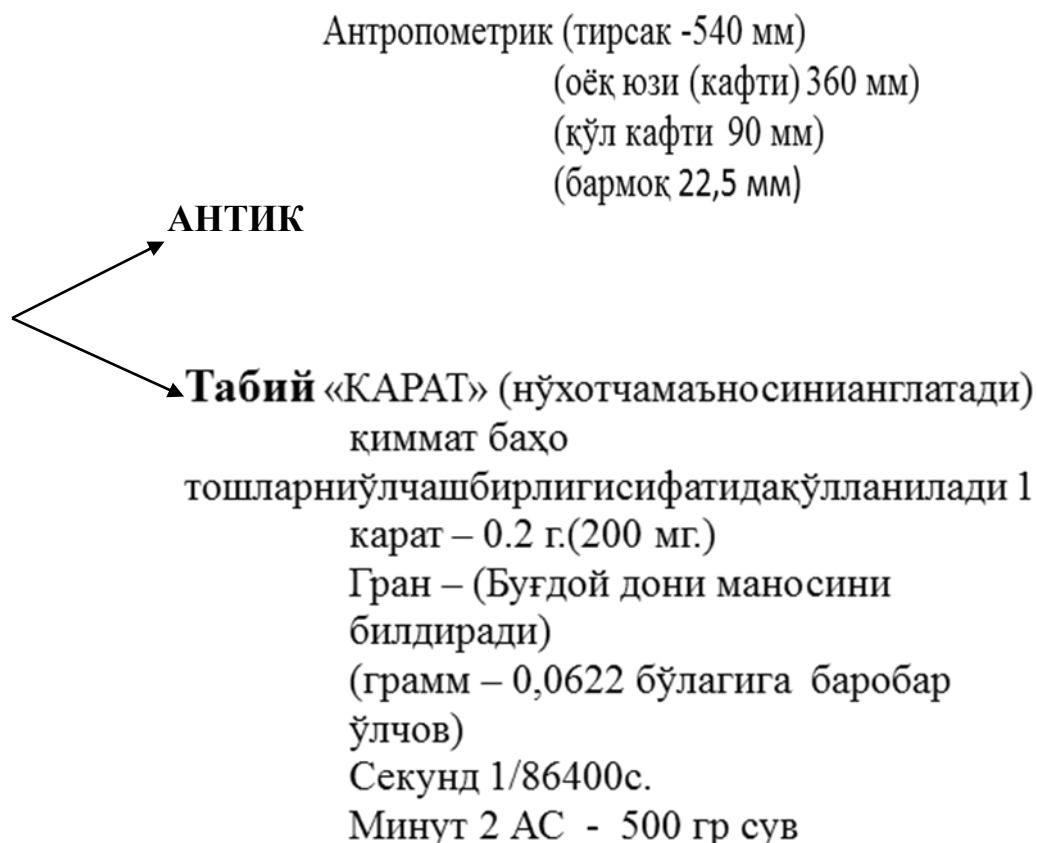 Антропометрик (тирсак -540 мм)
(оёқ юзи (кафти) 360 мм)
(қўл кафти 90 мм)
(бармоқ 22,5 мм)
АНТИК
Табий «КАРАТ» (нўхотчамаъносинианглатади)
қиммат баҳо
тошларниўлчашбирлигисифатидақўлланилади 1
карат – 0.2 г.(200 мг.)
Гран – (Буғдой дони маносини
билдиради)
(грамм – 0,0622 бўлагига баробар
ўлчов)
Секунд 1/86400с.
Минут 2 АС - 500 гр сув